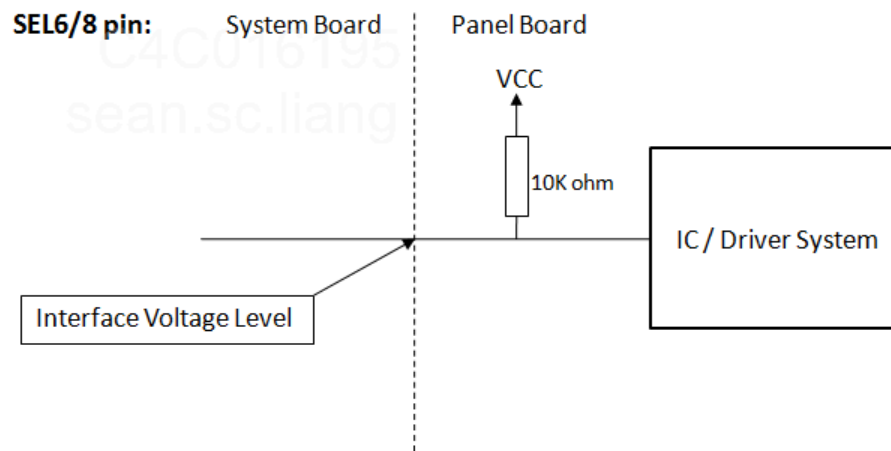 SEL6/8 pin: System Board Panel Board
C4C016195
sean.sc.liang
VCC
10K ohm
IC / Driver System
Interface Voltage Level